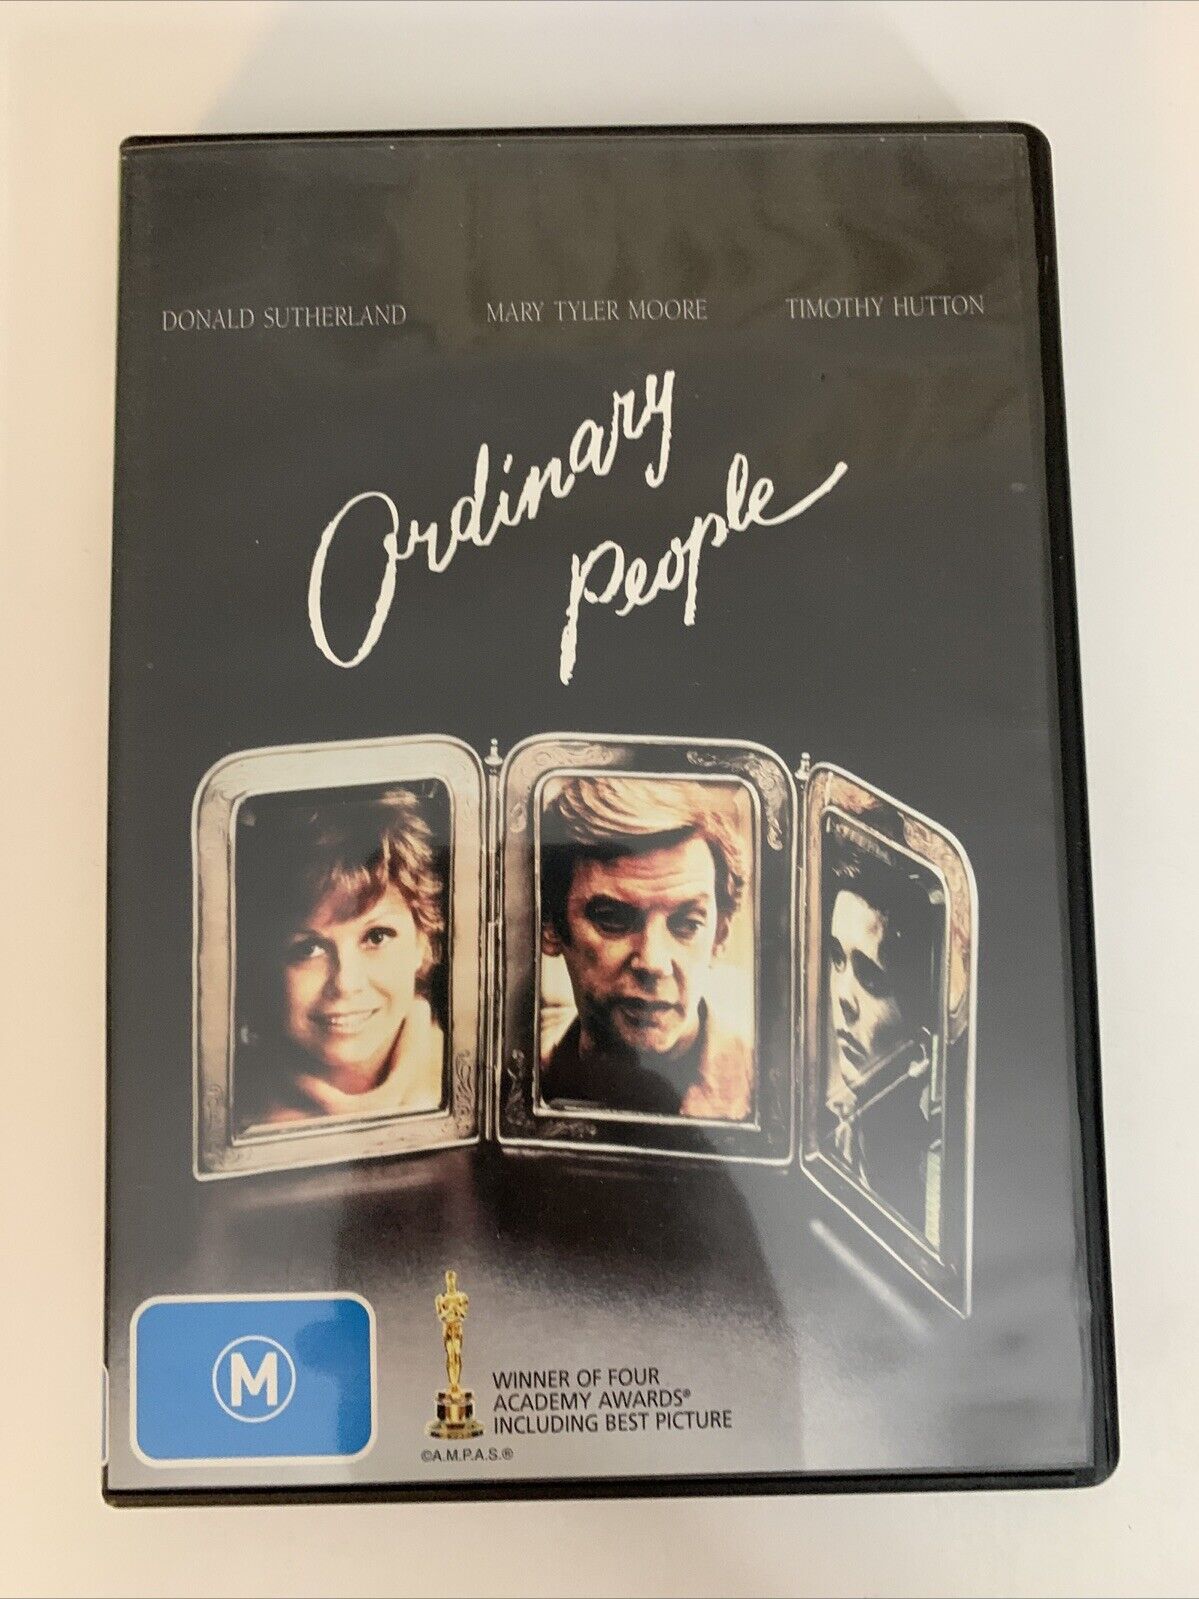 DONALD SUTHERLAND MARY TYLER MOORE TIMOTHY HUTTON
Ordinary
People
M
WINNER OF FOUR
ACADEMY AWARDS®
INCLUDING BEST PICTURE
©A.M.P.A.S.®